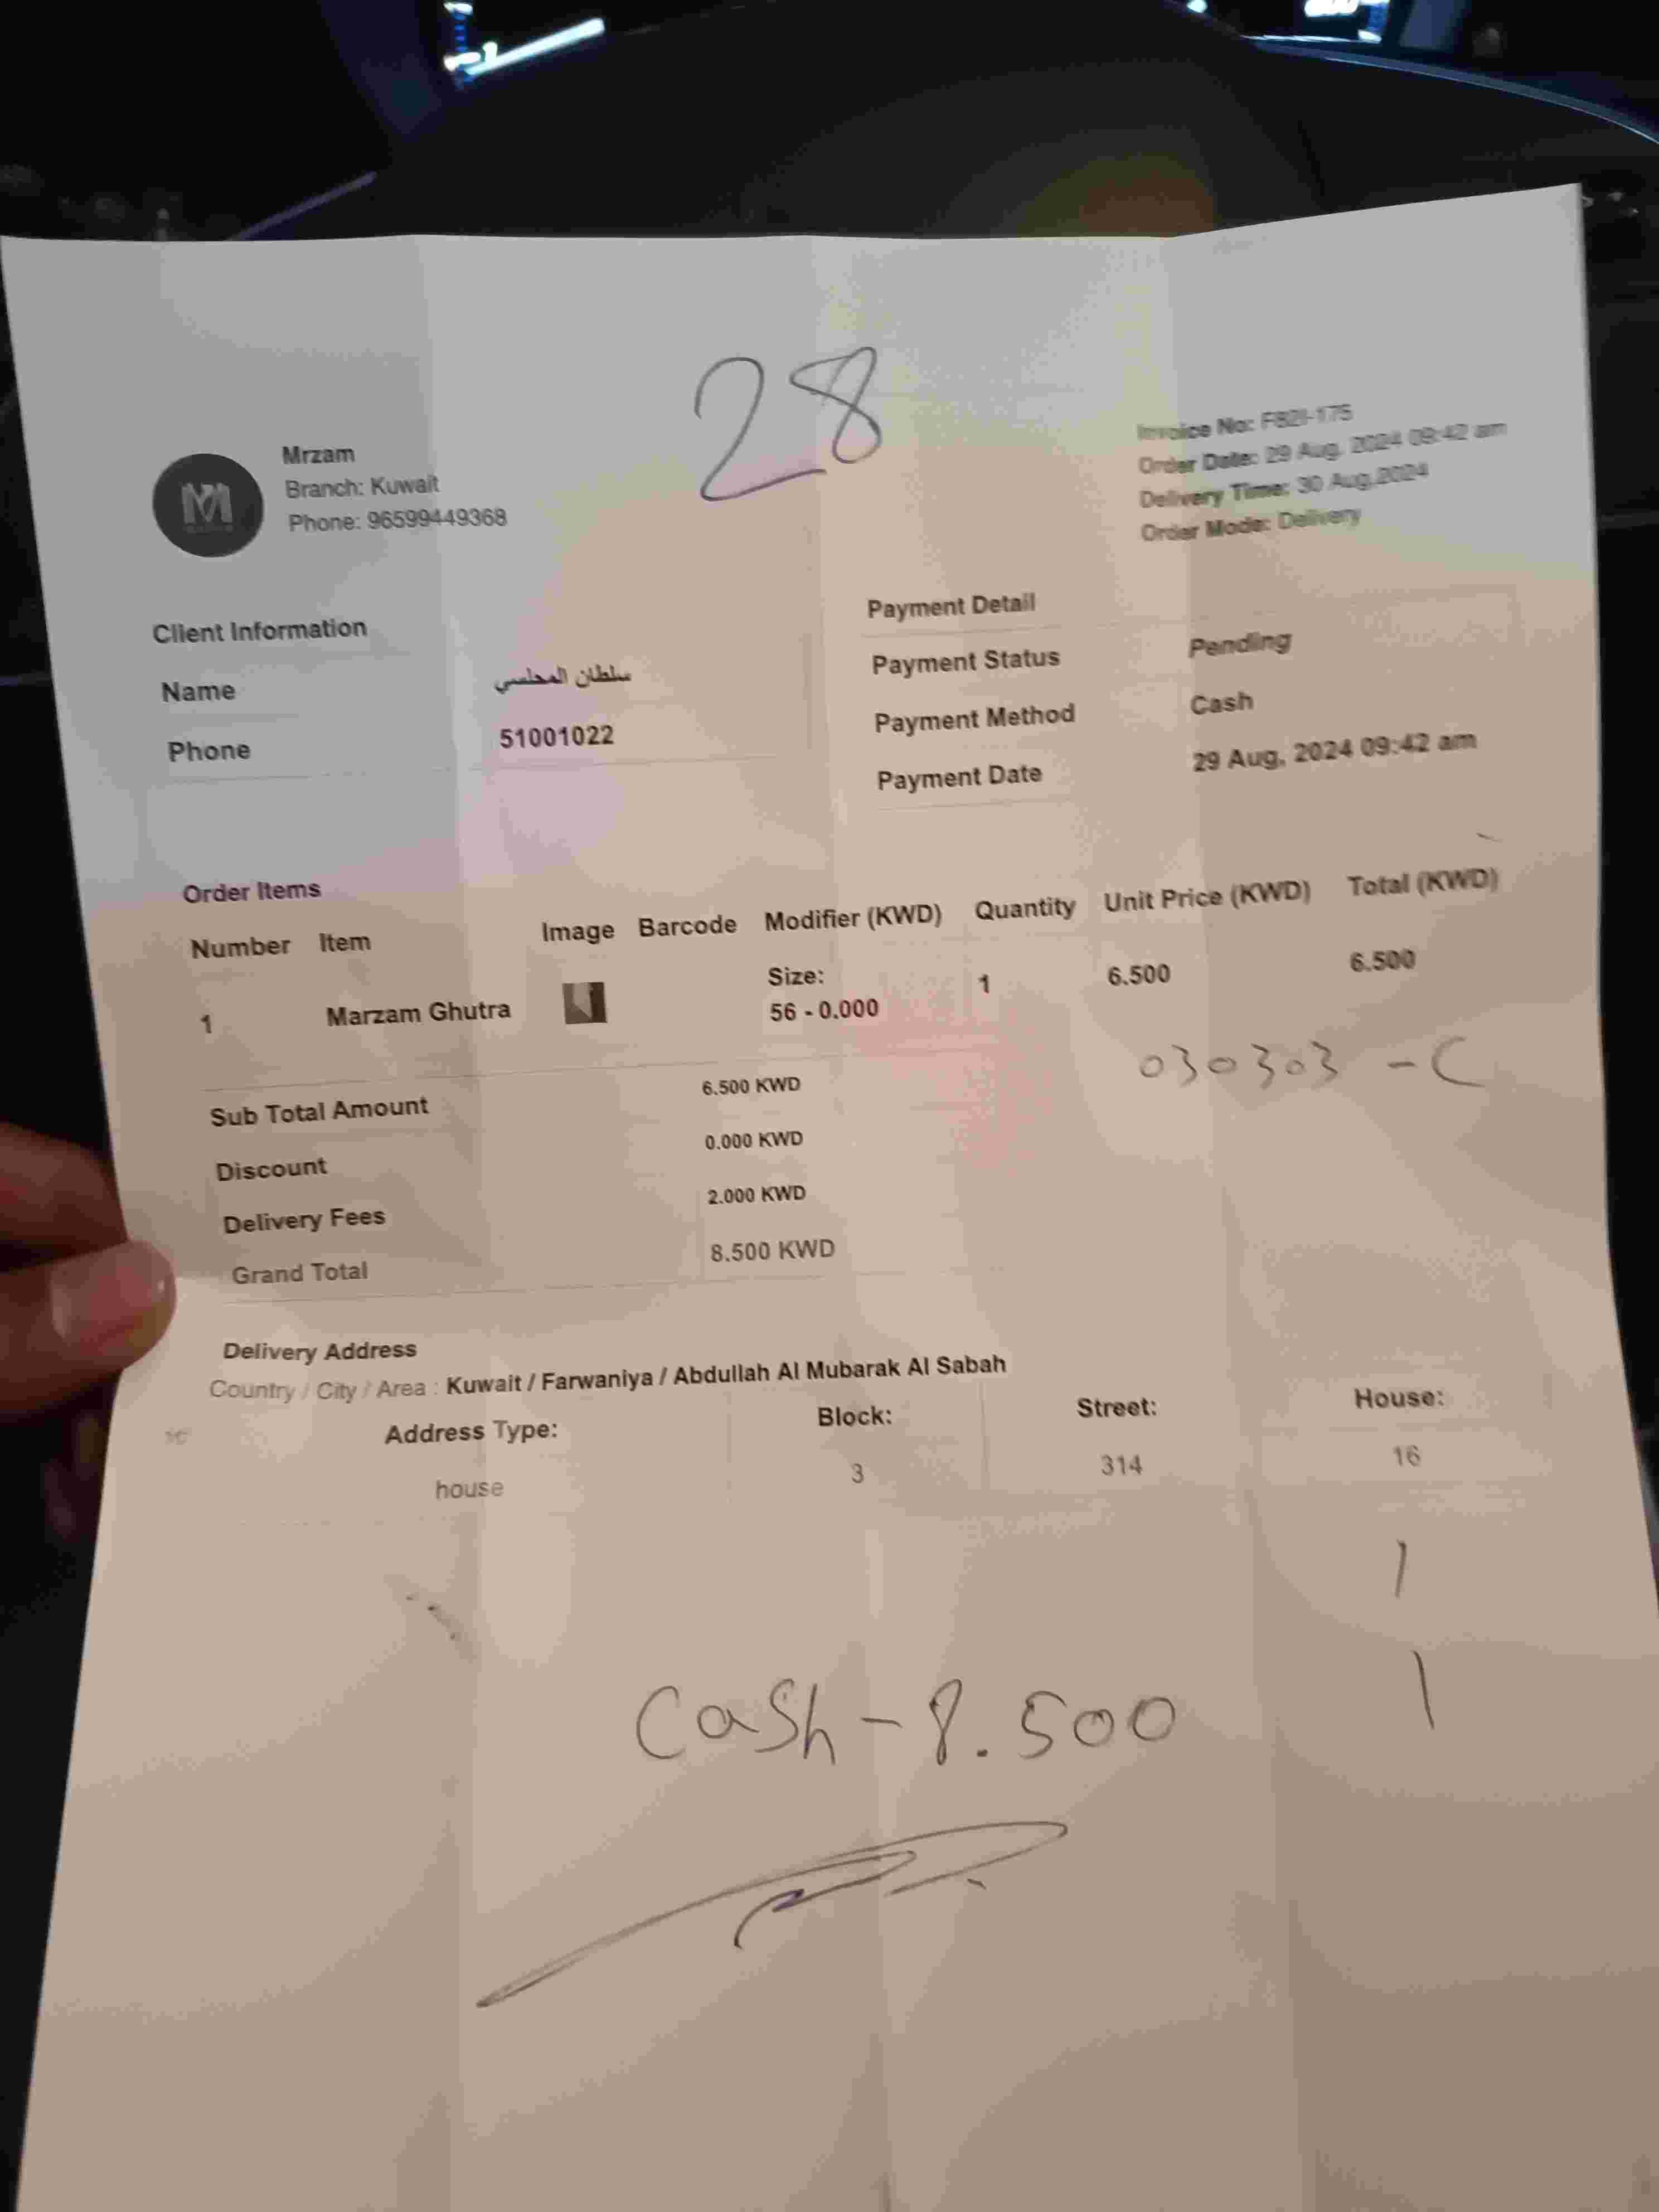 28
Mrzam
Branch: Kuwait
Phone: 96599449368
Invoice No: F82I-175
Order Date: 29 Aug, 2024 09:42 am
Delivery Time: 30 Aug,2024
Order Mode: Delivery
Client Information
Name سلطان المجلسي
Phone 51001022
Payment Detail
Payment Status Pending
Payment Method Cash
Payment Date 29 Aug, 2024 09:42 am
Order Items
Number Item Image Barcode Modifier (KWD) Quantity Unit Price (KWD) Total (KWD)
1 Marzam Ghutra Size: 56 - 0.000 1 6.500 6.500
030303 - C
Sub Total Amount 6.500 KWD
Discount 0.000 KWD
Delivery Fees 2.000 KWD
Grand Total 8.500 KWD
Delivery Address
Country / City / Area : Kuwait / Farwaniya / Abdullah Al Mubarak Al Sabah
Address Type: Block: Street: House:
house 3 314 16
1
1
Cash - 8.500